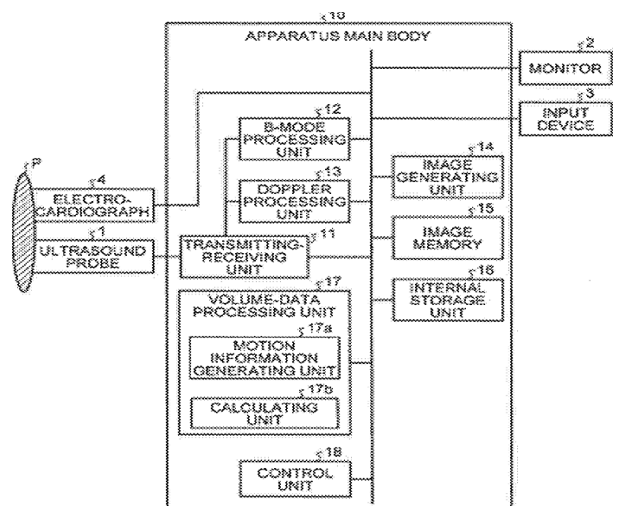 10
APPARATUS MAIN BODY
2
MONITOR
3
INPUT
DEVICE
12
B-MODE
PROCESSING
UNIT
14
IMAGE
GENERATING
UNIT
P
4
ELECTRO-
CARDIOGRAPH
13
DOPPLER
PROCESSING
UNIT
15
IMAGE
MEMORY
1
ULTRASOUND
PROBE
11
TRANSMITTING-
RECEIVING
UNIT
16
INTERNAL
STORAGE
UNIT
17
VOLUME-DATA
PROCESSING UNIT
17a
MOTION
INFORMATION
GENERATING UNIT
17b
CALCULATING
UNIT
18
CONTROL
UNIT